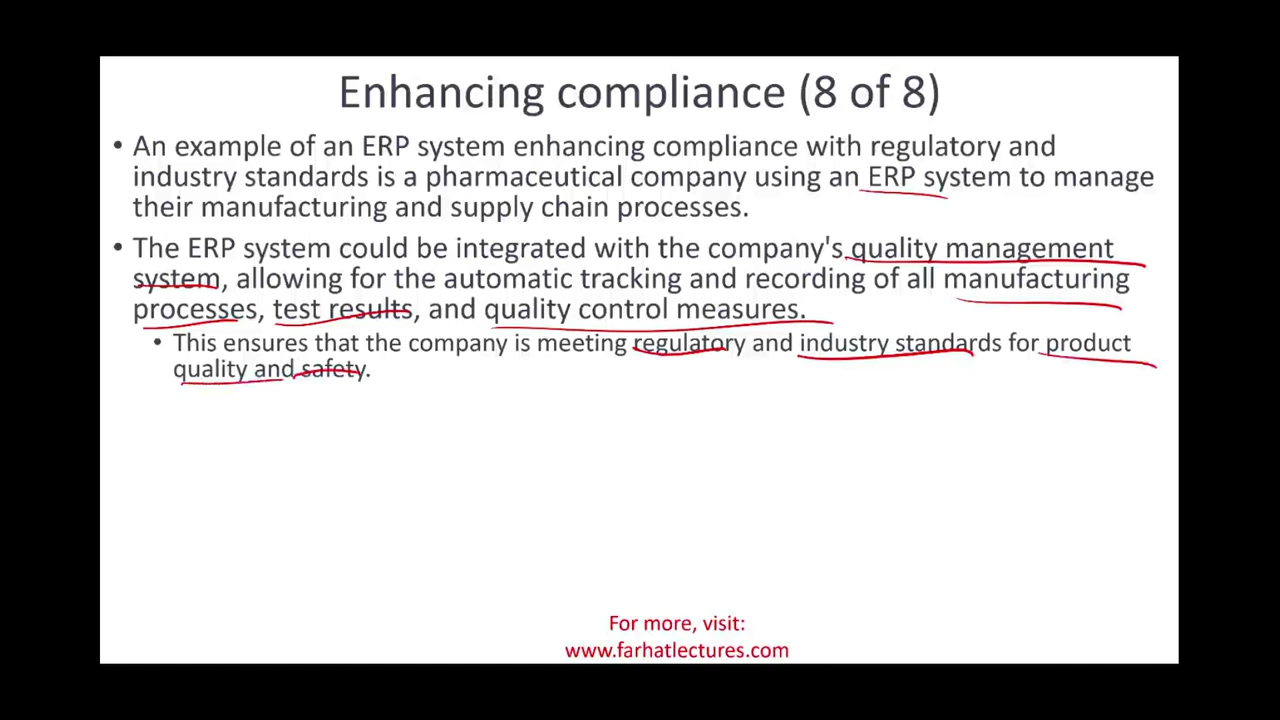 Enhancing compliance (8 of 8)
• An example of an ERP system enhancing compliance with regulatory and
industry standards is a pharmaceutical company using an ERP system to manage
their manufacturing and supply chain processes.
• The ERP system could be integrated with the company's quality management
system, allowing for the automatic tracking and recording of all manufacturing
processes, test results, and quality control measures.
• This ensures that the company is meeting regulatory and industry standards for product
quality and safety.
For more, visit:
www.farhatlectures.com